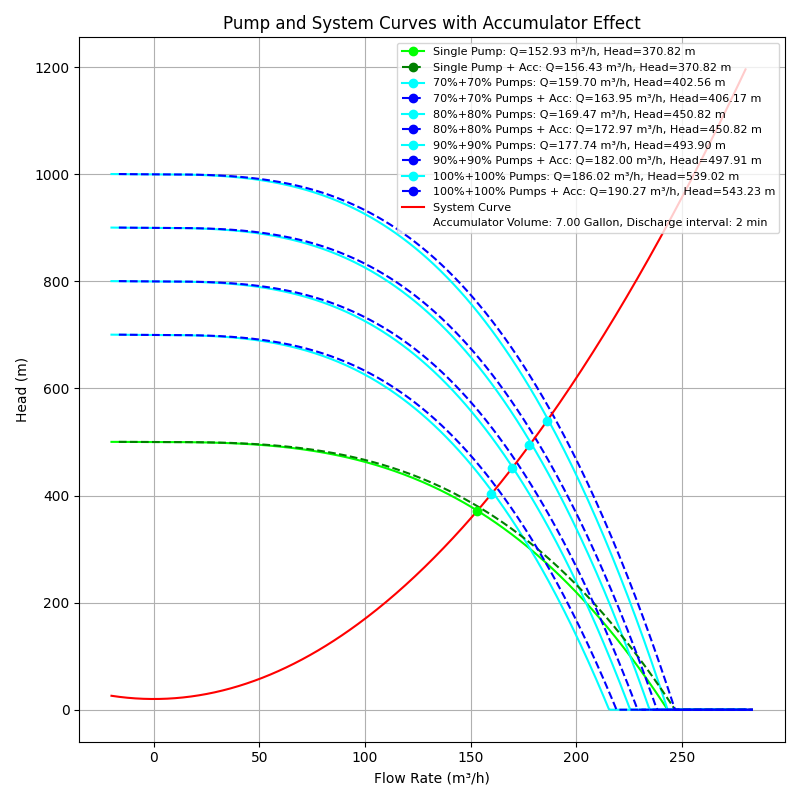 Pump and System Curves with Accumulator Effect
Single Pump: Q=152.93 m³/h, Head=370.82 m
Single Pump + Acc: Q=156.43 m³/h, Head=370.82 m
70%+70% Pumps: Q=159.70 m³/h, Head=402.56 m
70%+70% Pumps + Acc: Q=163.95 m³/h, Head=406.17 m
80%+80% Pumps: Q=169.47 m³/h, Head=450.82 m
80%+80% Pumps + Acc: Q=172.97 m³/h, Head=450.82 m
90%+90% Pumps: Q=177.74 m³/h, Head=493.90 m
90%+90% Pumps + Acc: Q=182.00 m³/h, Head=497.91 m
100%+100% Pumps: Q=186.02 m³/h, Head=539.02 m
100%+100% Pumps + Acc: Q=190.27 m³/h, Head=543.23 m
System Curve
Accumulator Volume: 7.00 Gallon, Discharge interval: 2 min
1200
1000
800
600
400
200
0
Head (m)
0 50 100 150 200 250
Flow Rate (m³/h)